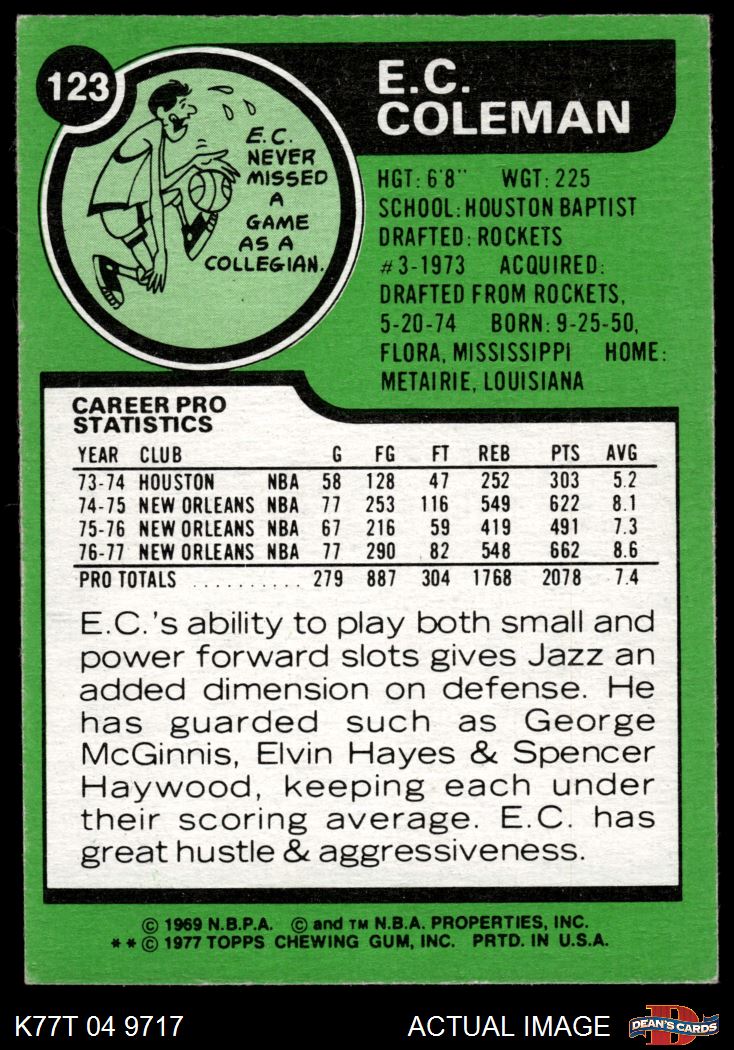 123
E.C.
COLEMAN
E.C.
NEVER
MISSED
A
GAME
AS A
COLLEGIAN.
HGT: 6'8" WGT: 225
SCHOOL: HOUSTON BAPTIST
DRAFTED: ROCKETS
#3-1973 ACQUIRED:
DRAFTED FROM ROCKETS,
5-20-74 BORN: 9-25-50,
FLORA, MISSISSIPPI HOME:
METAIRIE, LOUISIANA
CAREER PRO
STATISTICS
YEAR CLUB G FG FT REB PTS AVG
73-74 HOUSTON NBA 58 128 47 252 303 5.2
74-75 NEW ORLEANS NBA 77 253 116 549 622 8.1
75-76 NEW ORLEANS NBA 67 216 59 419 491 7.3
76-77 NEW ORLEANS NBA 77 290 82 548 662 8.6
PRO TOTALS .......... 279 887 304 1768 2078 7.4
E.C.'s ability to play both small and
power forward slots gives Jazz an
added dimension on defense. He
has guarded such as George
McGinnis, Elvin Hayes & Spencer
Haywood, keeping each under
their scoring average. E.C. has
great hustle & aggressiveness.
© 1969 N.B.P.A. © and TM N.B.A. PROPERTIES, INC.
**© 1977 TOPPS CHEWING GUM, INC. PRTD. IN U.S.A.
K77T 04 9717 ACTUAL IMAGE DEAN'S CARDS